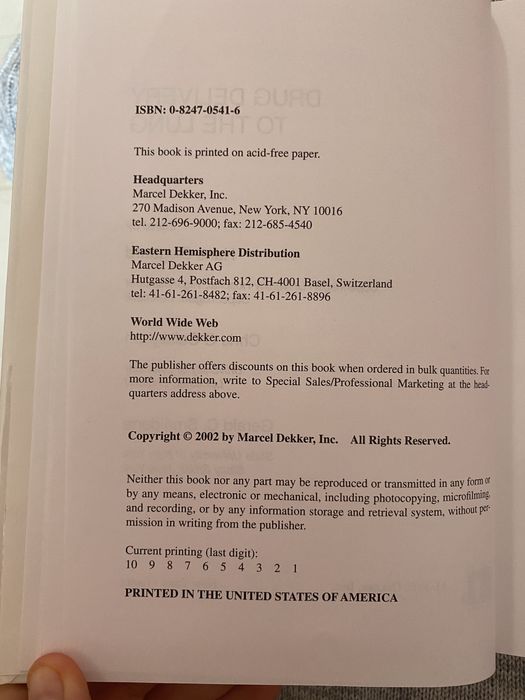 ISBN: 0-8247-0541-6
This book is printed on acid-free paper.
Headquarters
Marcel Dekker, Inc.
270 Madison Avenue, New York, NY 10016
tel. 212-696-9000; fax: 212-685-4540
Eastern Hemisphere Distribution
Marcel Dekker AG
Hutgasse 4, Postfach 812, CH-4001 Basel, Switzerland
tel: 41-61-261-8482; fax: 41-61-261-8896
World Wide Web
http://www.dekker.com
The publisher offers discounts on this book when ordered in bulk quantities. For
more information, write to Special Sales/Professional Marketing at the head-
quarters address above.
Copyright © 2002 by Marcel Dekker, Inc. All Rights Reserved.
Neither this book nor any part may be reproduced or transmitted in any form or
by any means, electronic or mechanical, including photocopying, microfilming,
and recording, or by any information storage and retrieval system, without per-
mission in writing from the publisher.
Current printing (last digit):
10 9 8 7 6 5 4 3 2 1
PRINTED IN THE UNITED STATES OF AMERICA
DRUG DELIVERY
TO THE LUNG